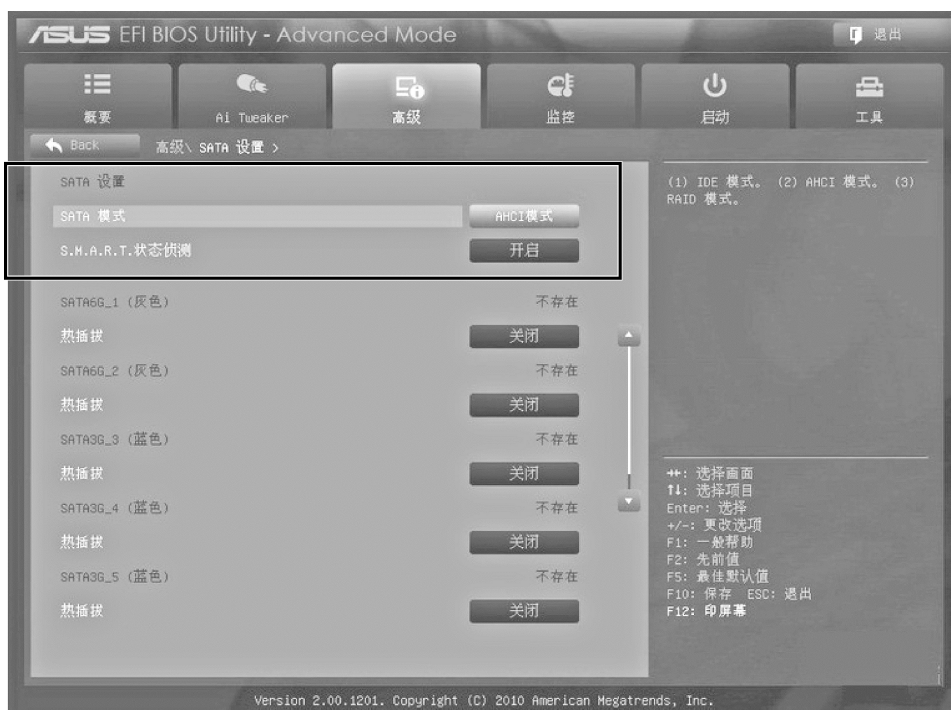 ASUS EFI BIOS Utility - Advanced Mode
退出
概要
Ai Tweaker
高级
监控
启动
工具
Back
高级\ SATA 设置 >
SATA 设置
SATA 模式 AHCI模式
S.M.A.R.T.状态侦测 开启
SATA6G_1 (灰色) 不存在
热插拔 关闭
SATA6G_2 (灰色) 不存在
热插拔 关闭
SATA3G_3 (蓝色) 不存在
热插拔 关闭
SATA3G_4 (蓝色) 不存在
热插拔 关闭
SATA3G_5 (蓝色) 不存在
热插拔 关闭
(1) IDE 模式。 (2) AHCI 模式。 (3)
RAID 模式。
→←: 选择画面
↑↓: 选择项目
Enter: 选择
+/-: 更改选项
F1: 一般帮助
F2: 先前值
F5: 最佳默认值
F10: 保存 ESC: 退出
F12: 印屏幕
Version 2.00.1201. Copyright (C) 2010 American Megatrends, Inc.